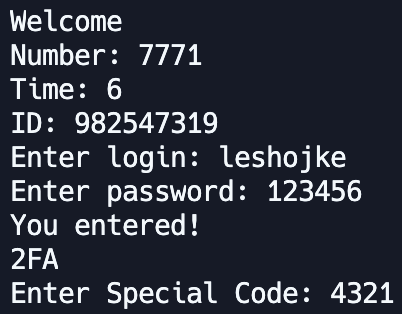 Welcome
Number: 7771
Time: 6
ID: 982547319
Enter login: leshojke
Enter password: 123456
You entered!
2FA
Enter Special Code: 4321